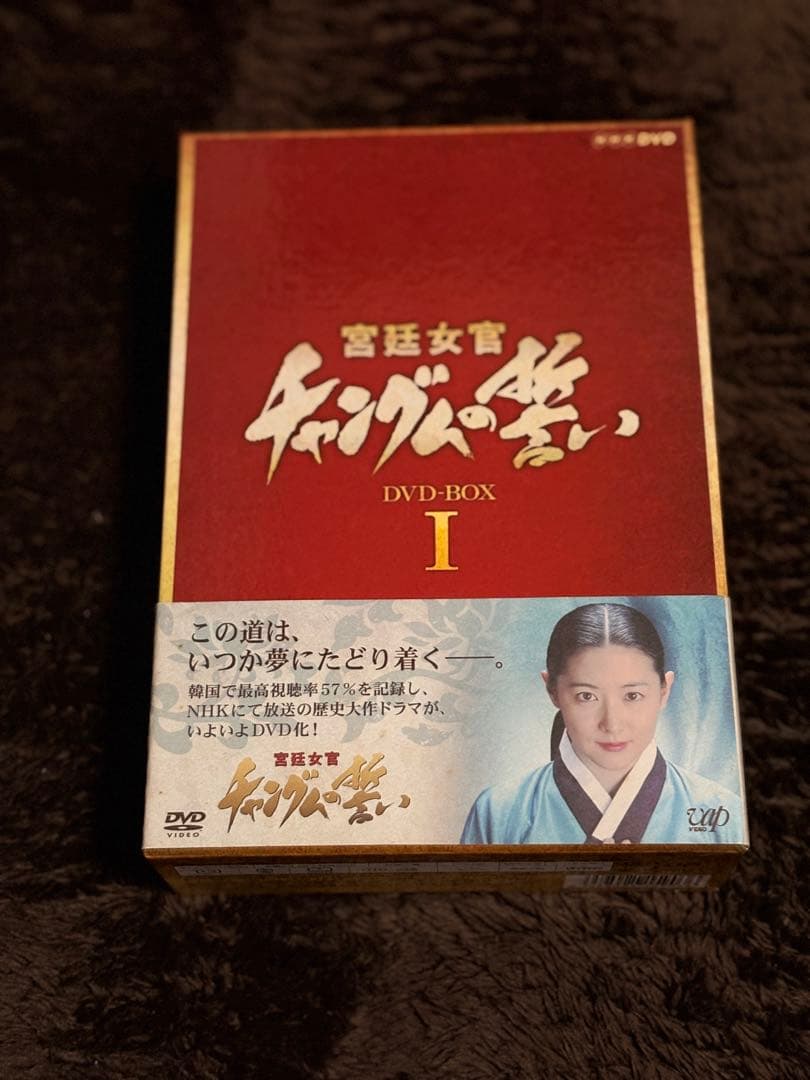 NHK DVD
宮廷女官
チャングムの誓い
DVD-BOX
I
この道は、
いつか夢にたどり着く――。
韓国で最高視聴率57%を記録し、
NHKにて放送の歴史大作ドラマが、
いよいよDVD化!
宮廷女官
チャングムの誓い
DVD
VIDEO
vap
VIDEO